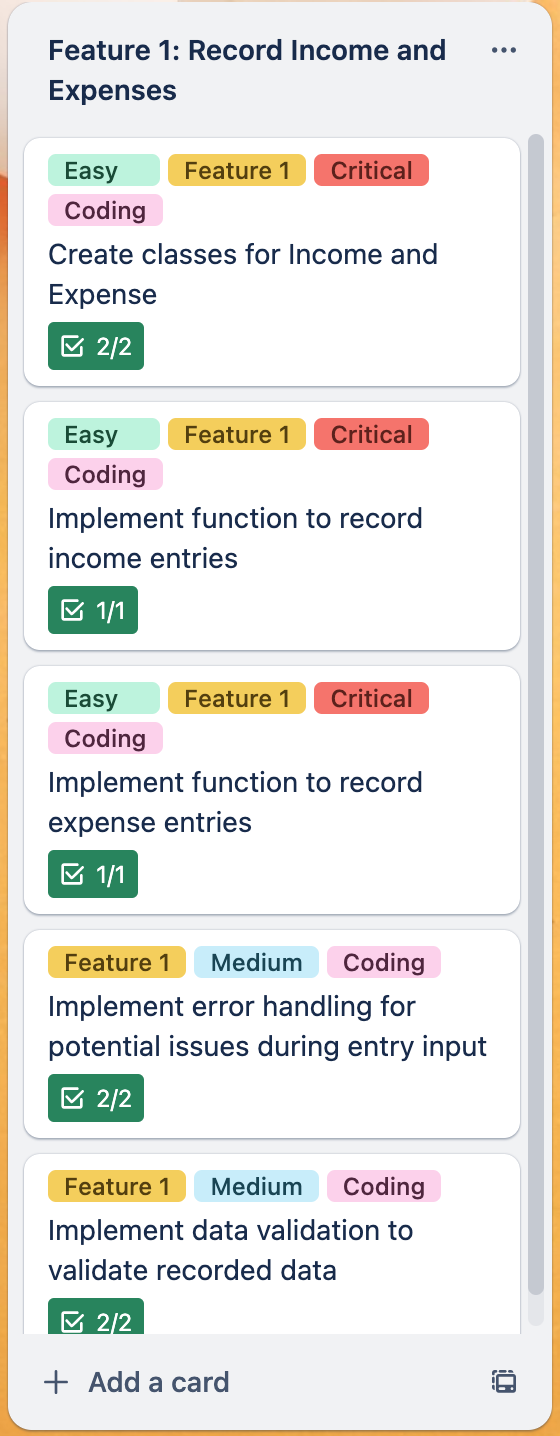 Feature 1: Record Income and
Expenses
Easy Feature 1 Critical
Coding
Create classes for Income and
Expense
2/2
Easy Feature 1 Critical
Coding
Implement function to record
income entries
1/1
Easy Feature 1 Critical
Coding
Implement function to record
expense entries
1/1
Feature 1 Medium Coding
Implement error handling for
potential issues during entry input
2/2
Feature 1 Medium Coding
Implement data validation to
validate recorded data
2/2
Add a card